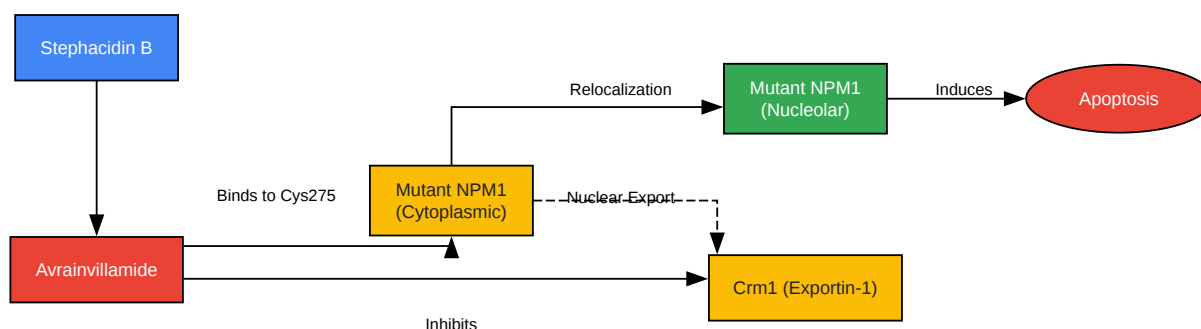 Stephacidin B
Relocalization
Mutant NPM1
(Nucleolar)
Induces
Apoptosis
Binds to Cys275
Mutant NPM1
(Cytoplasmic)
Nuclear Export
Avrainvillamide
Crm1 (Exportin-1)
Inhibits